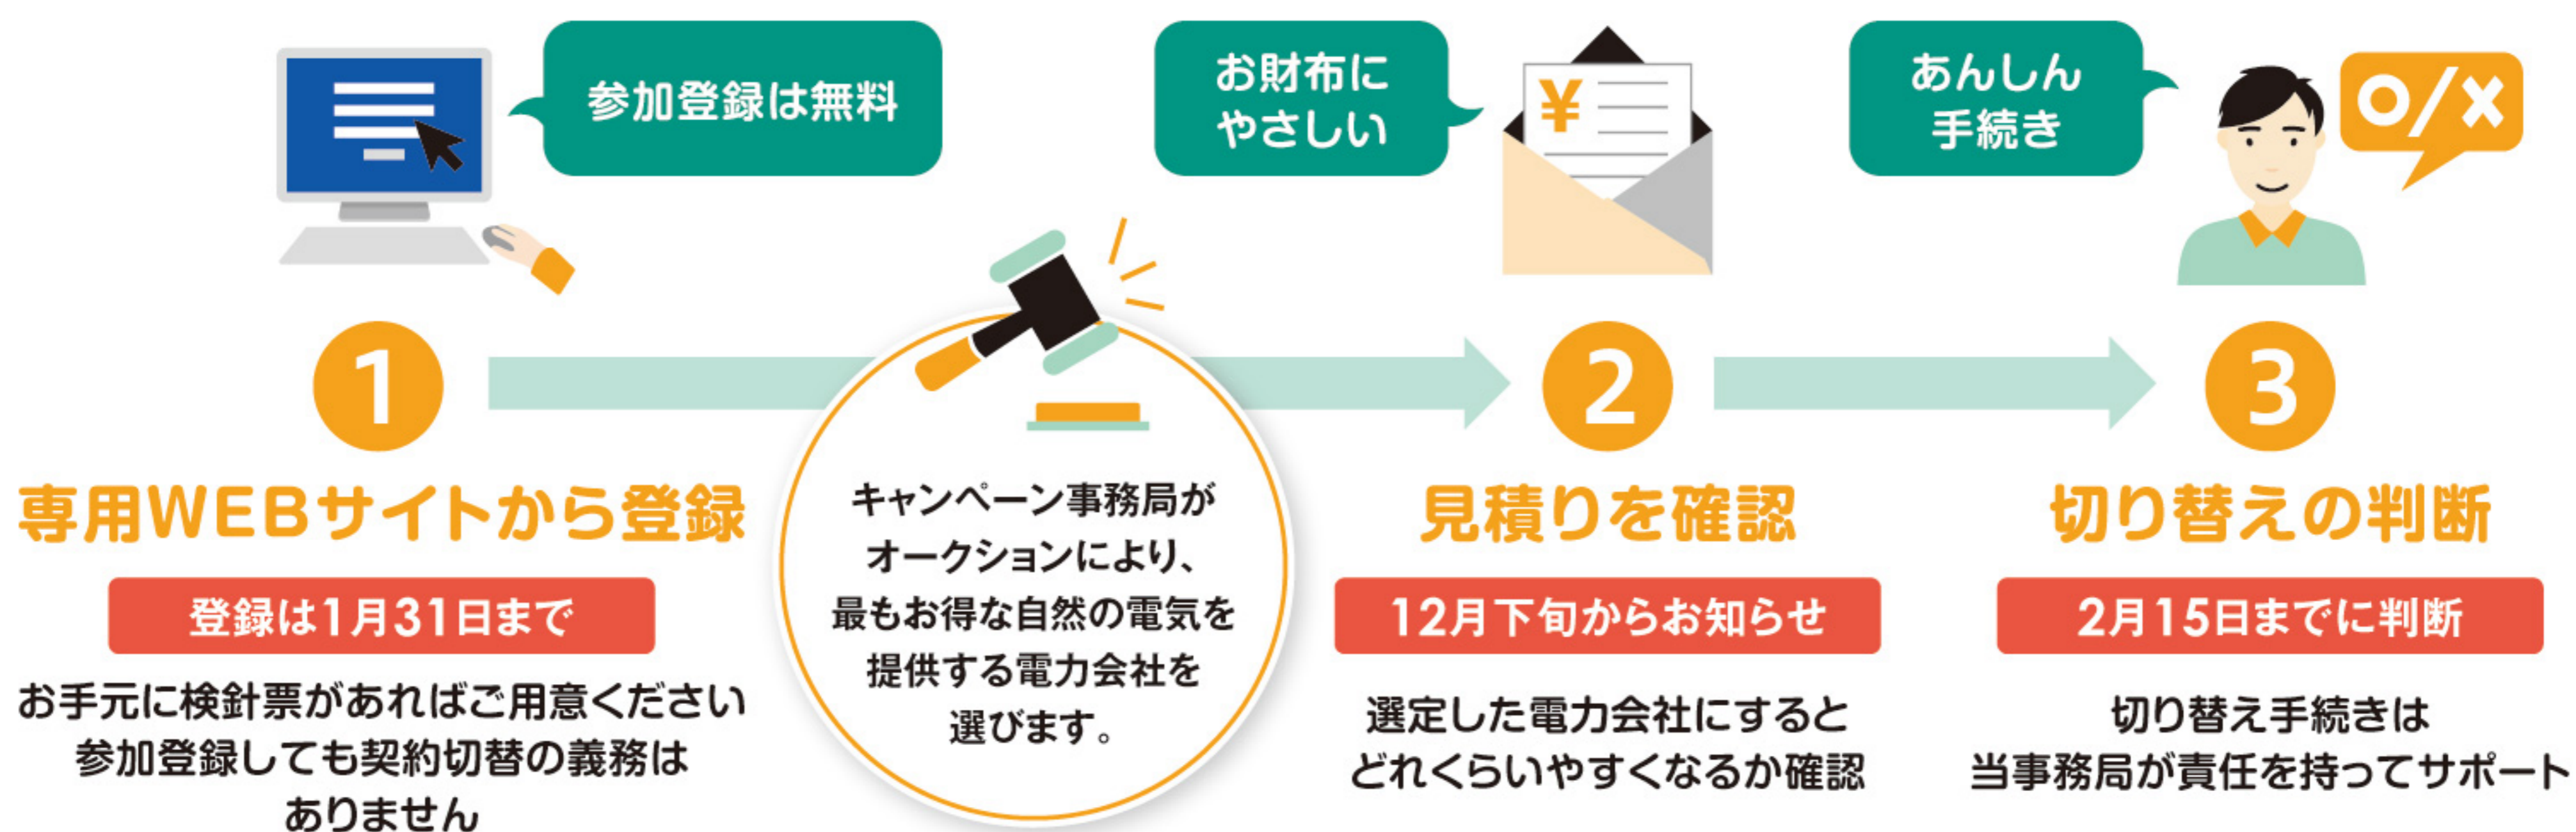 参加登録は無料
お財布に
やさしい
¥
あんしん
手続き
○/×
1
専用WEBサイトから登録
登録は1月31日まで
お手元に検針票があればご用意ください
参加登録しても契約切替の義務は
ありません
キャンペーン事務局が
オークションにより、
最もお得な自然の電気を
提供する電力会社を
選びます。
2
見積りを確認
12月下旬からお知らせ
選定した電力会社にすると
どれくらいやすくなるか確認
3
切り替えの判断
2月15日までに判断
切り替え手続きは
当事務局が責任を持ってサポート